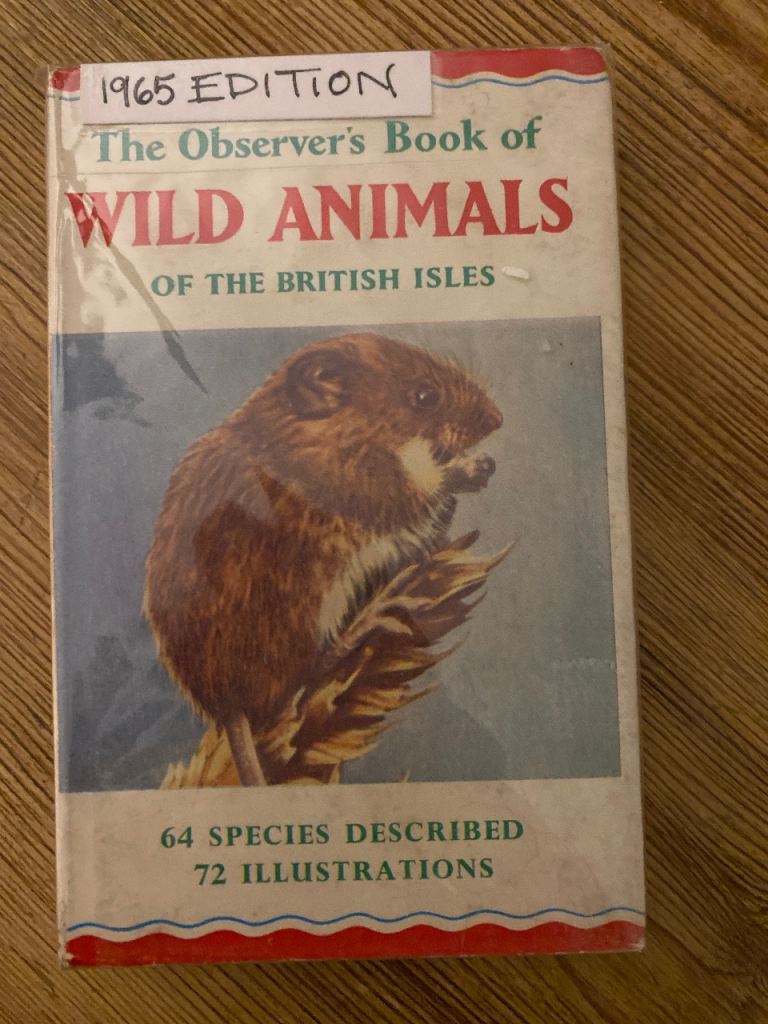 1965 EDITION
The Observer's Book of
WILD ANIMALS
OF THE BRITISH ISLES
64 SPECIES DESCRIBED
72 ILLUSTRATIONS